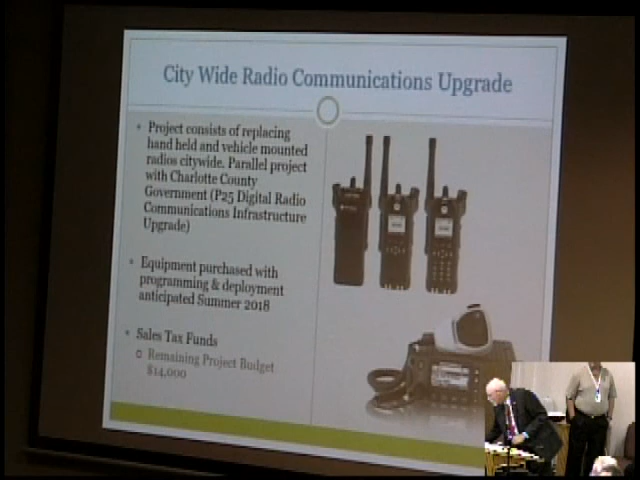 City Wide Radio Communications Upgrade
Project consists of replacing
hand held and vehicle mounted
radios citywide. Parallel project
with Charlotte County
Government (P25 Digital Radio
Communications Infrastructure
Upgrade)
Equipment purchased with
programming & deployment
anticipated Summer 2018
Sales Tax Funds
Remaining Project Budget
$14,000